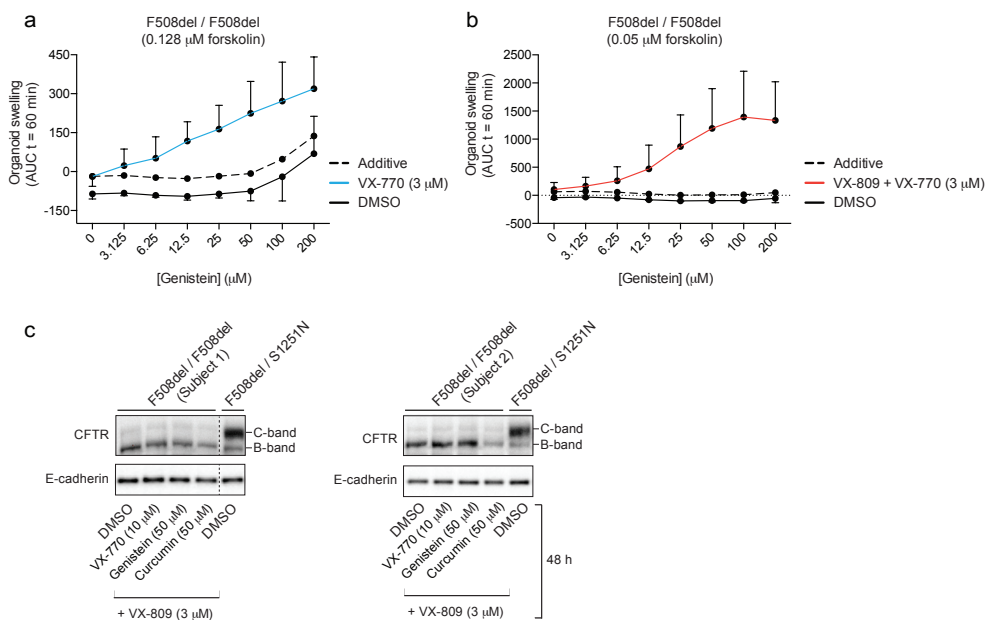 a
F508del / F508del
(0.128 μM forskolin)
Organoid swelling
(AUC t = 60 min)
450
300
150
0
-150
0
3.125
6.25
12.5
25
50
100
200
[Genistein] (μM)
Additive
VX-770 (3 μM)
DMSO
b
F508del / F508del
(0.05 μM forskolin)
Organoid swelling
(AUC t = 60 min)
2500
2000
1500
1000
500
0
-500
0
3.125
6.25
12.5
25
50
100
200
[Genistein] (μM)
Additive
VX-809 + VX-770 (3 μM)
DMSO
c
F508del / F508del
(Subject 1)
F508del / S1251N
CFTR
C-band
B-band
E-cadherin
DMSO
VX-770 (10 μM)
Genistein (50 μM)
Curcumin (50 μM)
DMSO
+ VX-809 (3 μM)
F508del / F508del
(Subject 2)
F508del / S1251N
CFTR
C-band
B-band
E-cadherin
DMSO
VX-770 (10 μM)
Genistein (50 μM)
Curcumin (50 μM)
DMSO
+ VX-809 (3 μM)
48 h